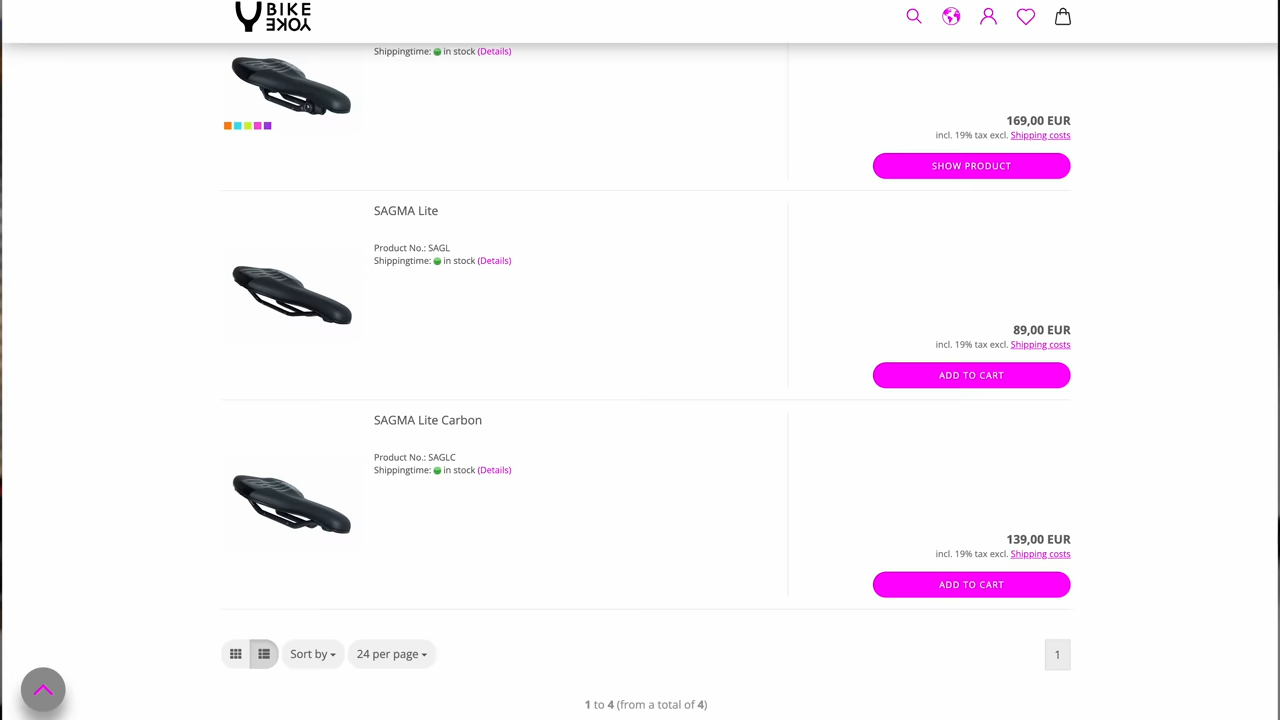 BIKE
YOKE
Shippingtime: in stock (Details)
169,00 EUR
incl. 19% tax excl. Shipping costs
SHOW PRODUCT
SAGMA Lite
Product No.: SAGL
Shippingtime: in stock (Details)
89,00 EUR
incl. 19% tax excl. Shipping costs
ADD TO CART
SAGMA Lite Carbon
Product No.: SAGLC
Shippingtime: in stock (Details)
139,00 EUR
incl. 19% tax excl. Shipping costs
ADD TO CART
Sort by 24 per page 1
1 to 4 (from a total of 4)